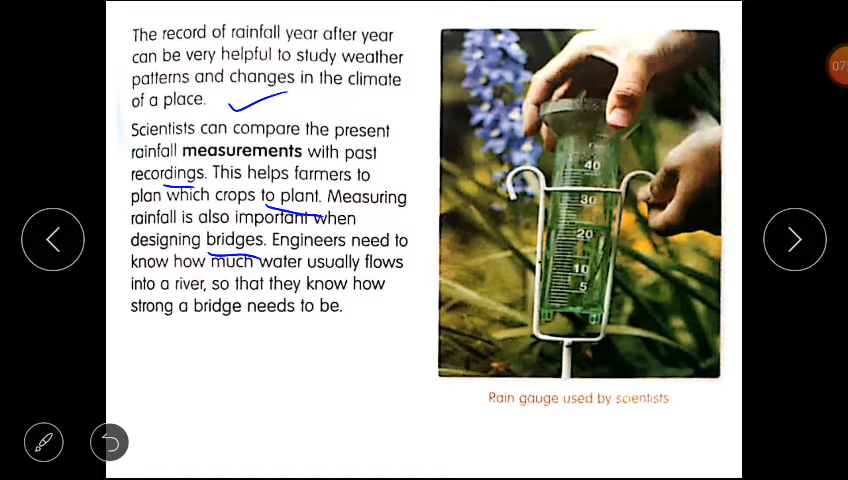 The record of rainfall year after year
can be very helpful to study weather
patterns and changes in the climate
of a place.
Scientists can compare the present
rainfall measurements with past
recordings. This helps farmers to
plan which crops to plant. Measuring
rainfall is also important when
designing bridges. Engineers need to
know how much water usually flows
into a river, so that they know how
strong a bridge needs to be.
40
30
20
10
5
Rain gauge used by scientists